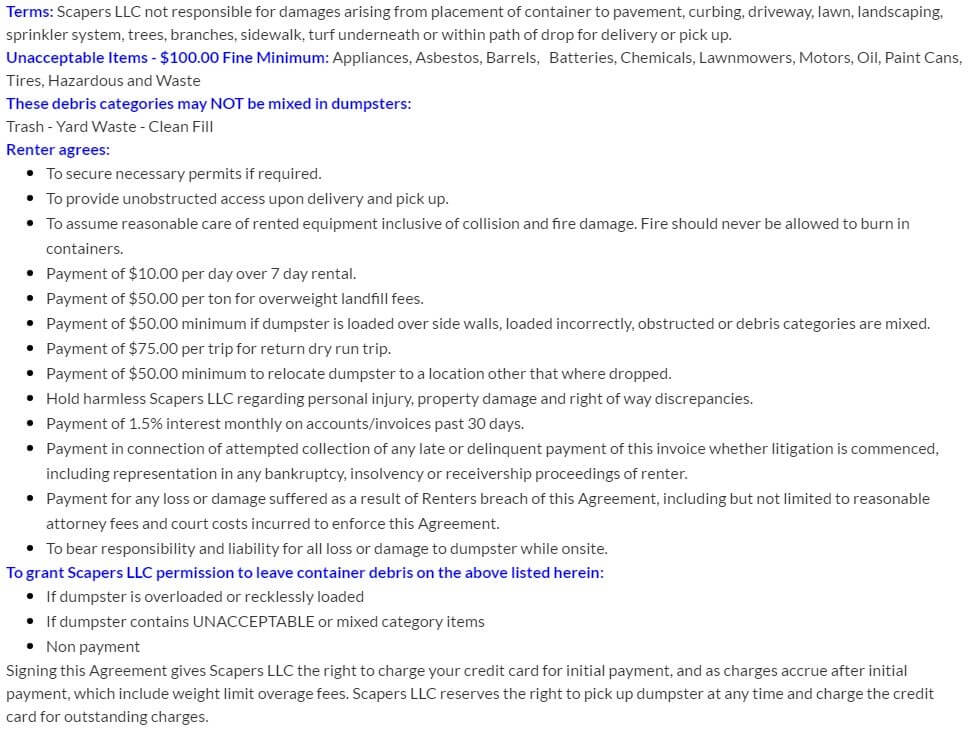 Terms: Scapers LLC not responsible for damages arising from placement of container to pavement, curbing, driveway, lawn, landscaping,
sprinkler system, trees, branches, sidewalk, turf underneath or within path of drop for delivery or pick up.
Unacceptable Items - $100.00 Fine Minimum: Appliances, Asbestos, Barrels, Batteries, Chemicals, Lawnmowers, Motors, Oil, Paint Cans,
Tires, Hazardous and Waste
These debris categories may NOT be mixed in dumpsters:
Trash - Yard Waste - Clean Fill
Renter agrees:
• To secure necessary permits if required.
• To provide unobstructed access upon delivery and pick up.
• To assume reasonable care of rented equipment inclusive of collision and fire damage. Fire should never be allowed to burn in
containers.
• Payment of $10.00 per day over 7 day rental.
• Payment of $50.00 per ton for overweight landfill fees.
• Payment of $50.00 minimum if dumpster is loaded over side walls, loaded incorrectly, obstructed or debris categories are mixed.
• Payment of $75.00 per trip for return dry run trip.
• Payment of $50.00 minimum to relocate dumpster to a location other that where dropped.
• Hold harmless Scapers LLC regarding personal injury, property damage and right of way discrepancies.
• Payment of 1.5% interest monthly on accounts/invoices past 30 days.
• Payment in connection of attempted collection of any late or delinquent payment of this invoice whether litigation is commenced,
including representation in any bankruptcy, insolvency or receivership proceedings of renter.
• Payment for any loss or damage suffered as a result of Renters breach of this Agreement, including but not limited to reasonable
attorney fees and court costs incurred to enforce this Agreement.
• To bear responsibility and liability for all loss or damage to dumpster while onsite.
To grant Scapers LLC permission to leave container debris on the above listed herein:
• If dumpster is overloaded or recklessly loaded
• If dumpster contains UNACCEPTABLE or mixed category items
• Non payment
Signing this Agreement gives Scapers LLC the right to charge your credit card for initial payment, and as charges accrue after initial
payment, which include weight limit overage fees. Scapers LLC reserves the right to pick up dumpster at any time and charge the credit
card for outstanding charges.